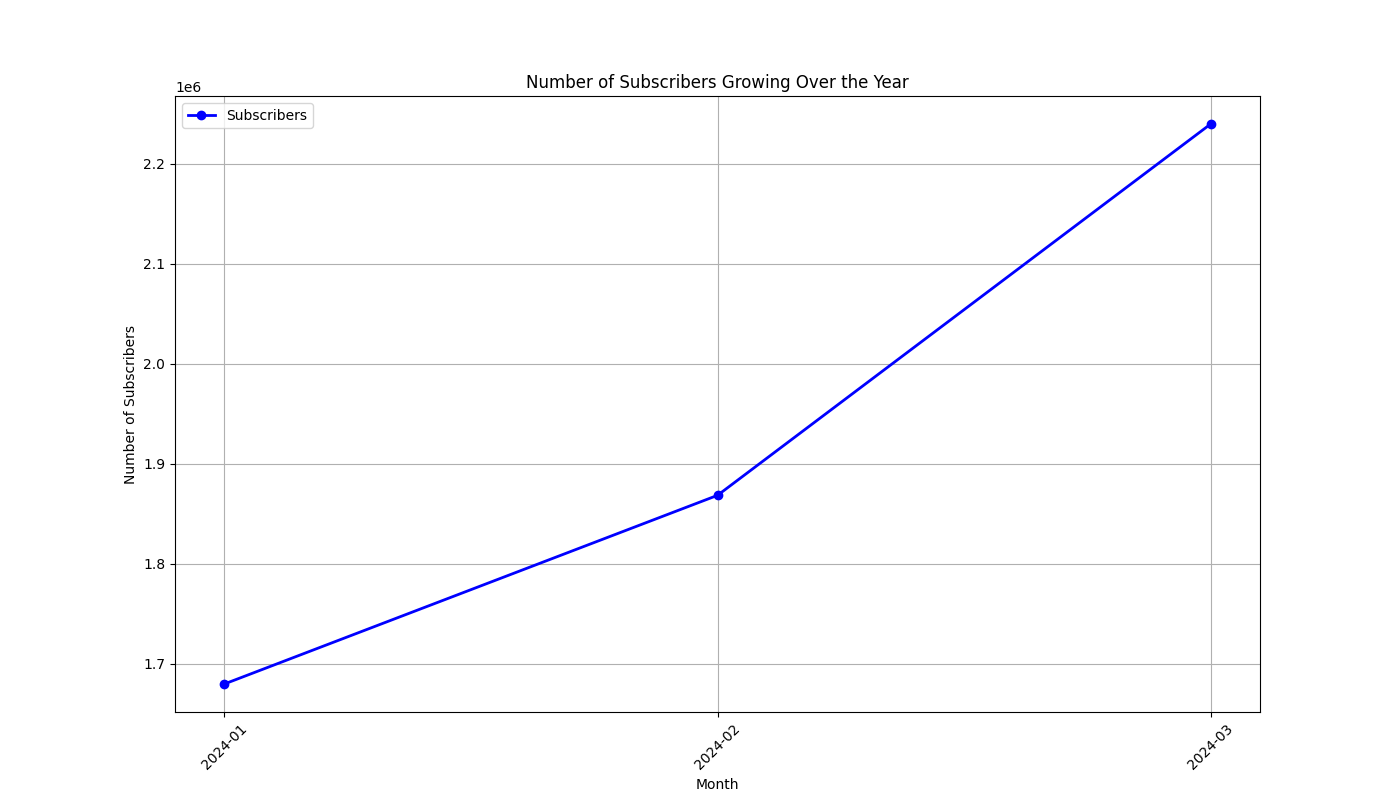 Number of Subscribers Growing Over the Year
1e6
Subscribers
2.2
2.1
2.0
1.9
1.8
1.7
Number of Subscribers
2024-01
2024-02
2024-03
Month